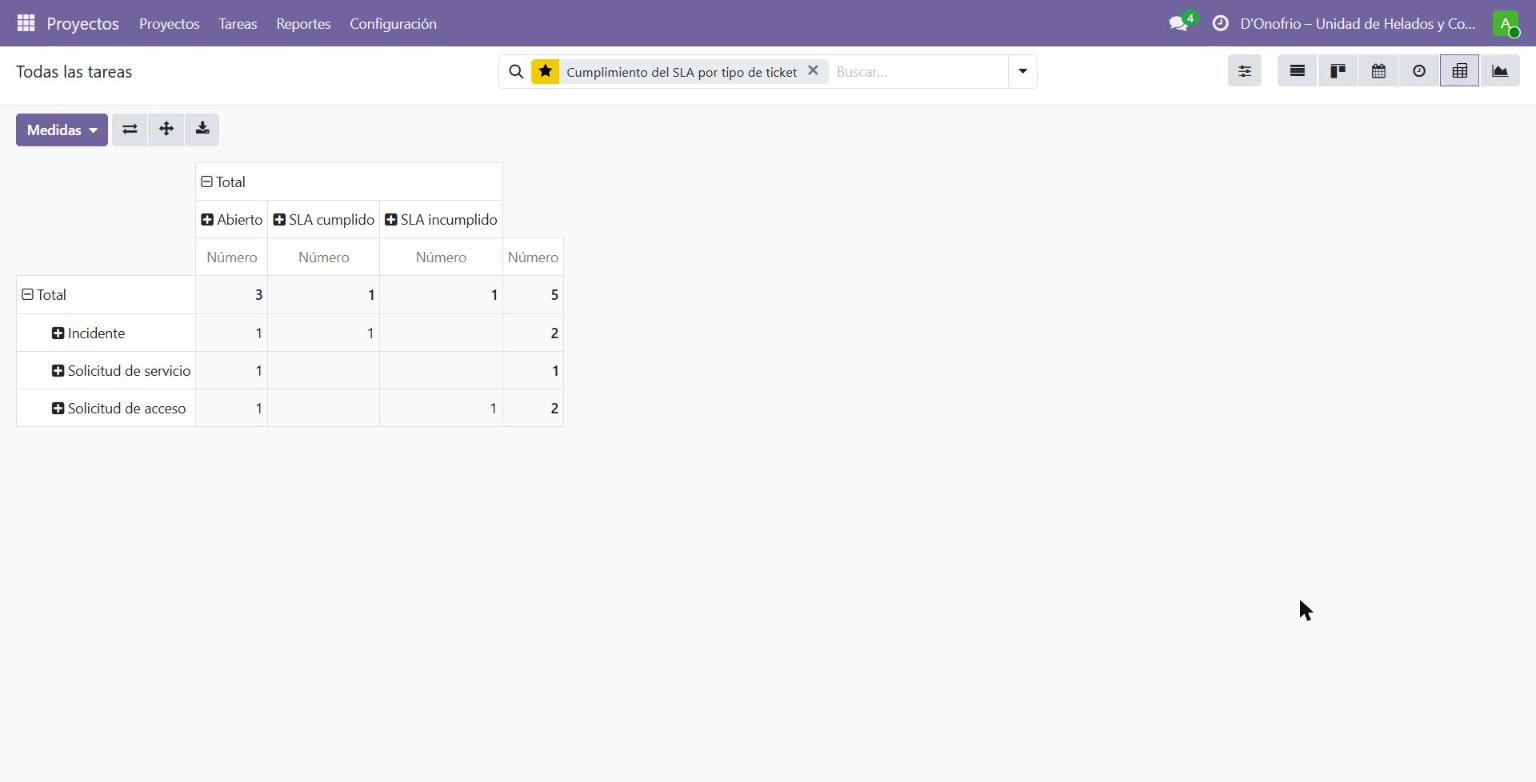 Proyectos Proyectos Tareas Reportes Configuración 4 D'Onofrio – Unidad de Helados y Co... A
Todas las tareas Cumplimiento del SLA por tipo de ticket Buscar...
Medidas
Total
Abierto SLA cumplido SLA incumplido
Número Número Número Número
Total 3 1 1 5
Incidente 1 1 2
Solicitud de servicio 1 1
Solicitud de acceso 1 1 2